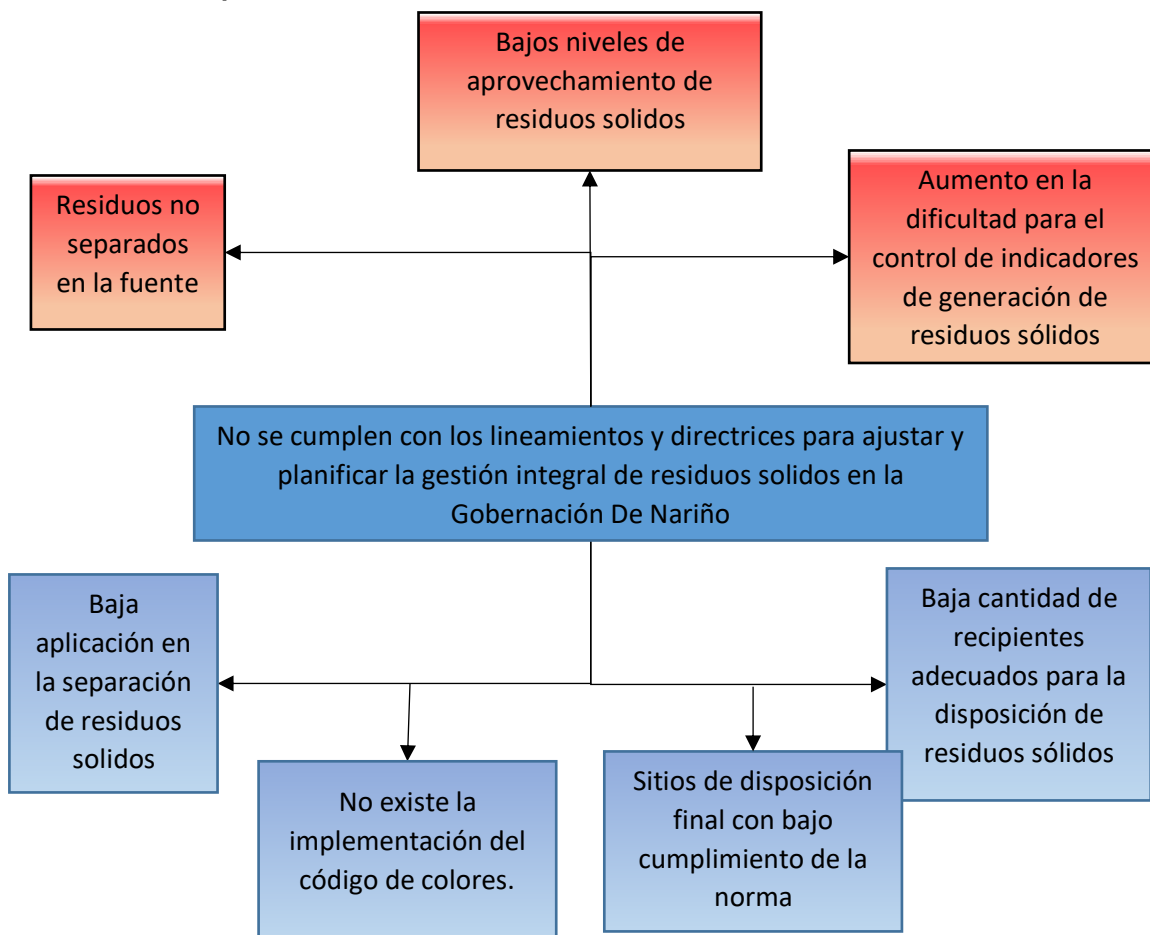 Bajos niveles de
aprovechamiento de
residuos solidos
Residuos no
separados
en la fuente
Aumento en la
dificultad para el
control de indicadores
de generación de
residuos sólidos
No se cumplen con los lineamientos y directrices para ajustar y
planificar la gestión integral de residuos solidos en la
Gobernación De Nariño
Baja
aplicación en
la separación
de residuos
solidos
No existe la
implementación del
código de colores.
Sitios de disposición
final con bajo
cumplimiento de la
norma
Baja cantidad de
recipientes
adecuados para la
disposición de
residuos sólidos